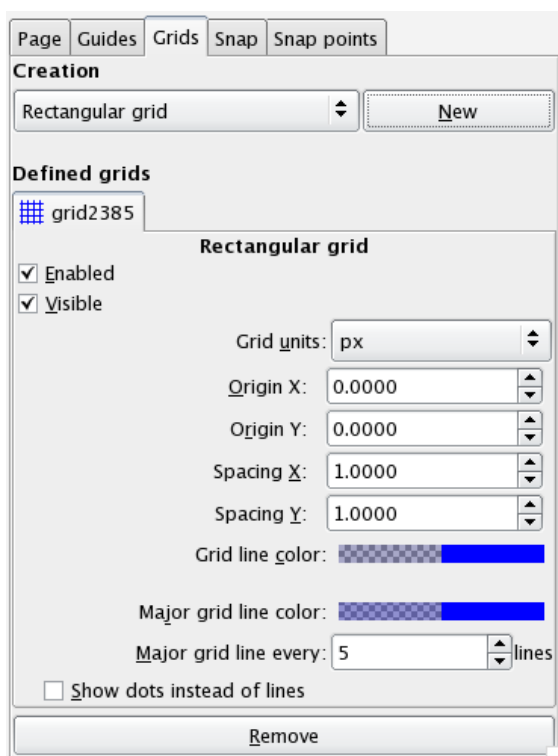 Page Guides Grids Snap Snap points
Creation
Rectangular grid New
Defined grids
grid2385
Rectangular grid
Enabled
Visible
Grid units: px
Origin X: 0.0000
Origin Y: 0.0000
Spacing X: 1.0000
Spacing Y: 1.0000
Grid line color:
Major grid line color:
Major grid line every: 5 lines
Show dots instead of lines
Remove